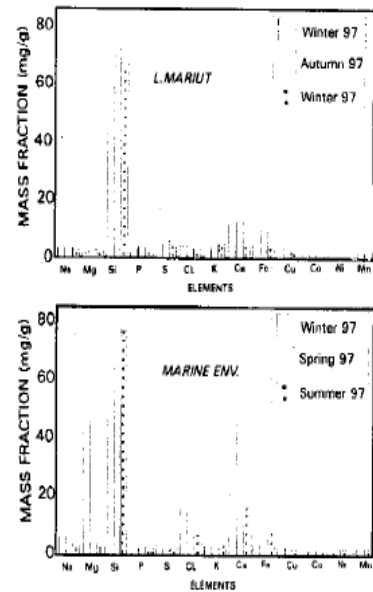 MASS FRACTION (mg/g)
80
60
40
20
0
L.MARIUT
Winter 97
Autumn 97
Winter 97
Na Mg Si P S CL K Ca Fe Cu Co Ni Mn
ELEMENTS
MASS FRACTION (mg/g)
80
60
40
20
0
MARINE ENV.
Winter 97
Spring 97
Summer 97
Na Mg Si P S CL K Ca Fe Cu Co Ni Mn
ELEMENTS